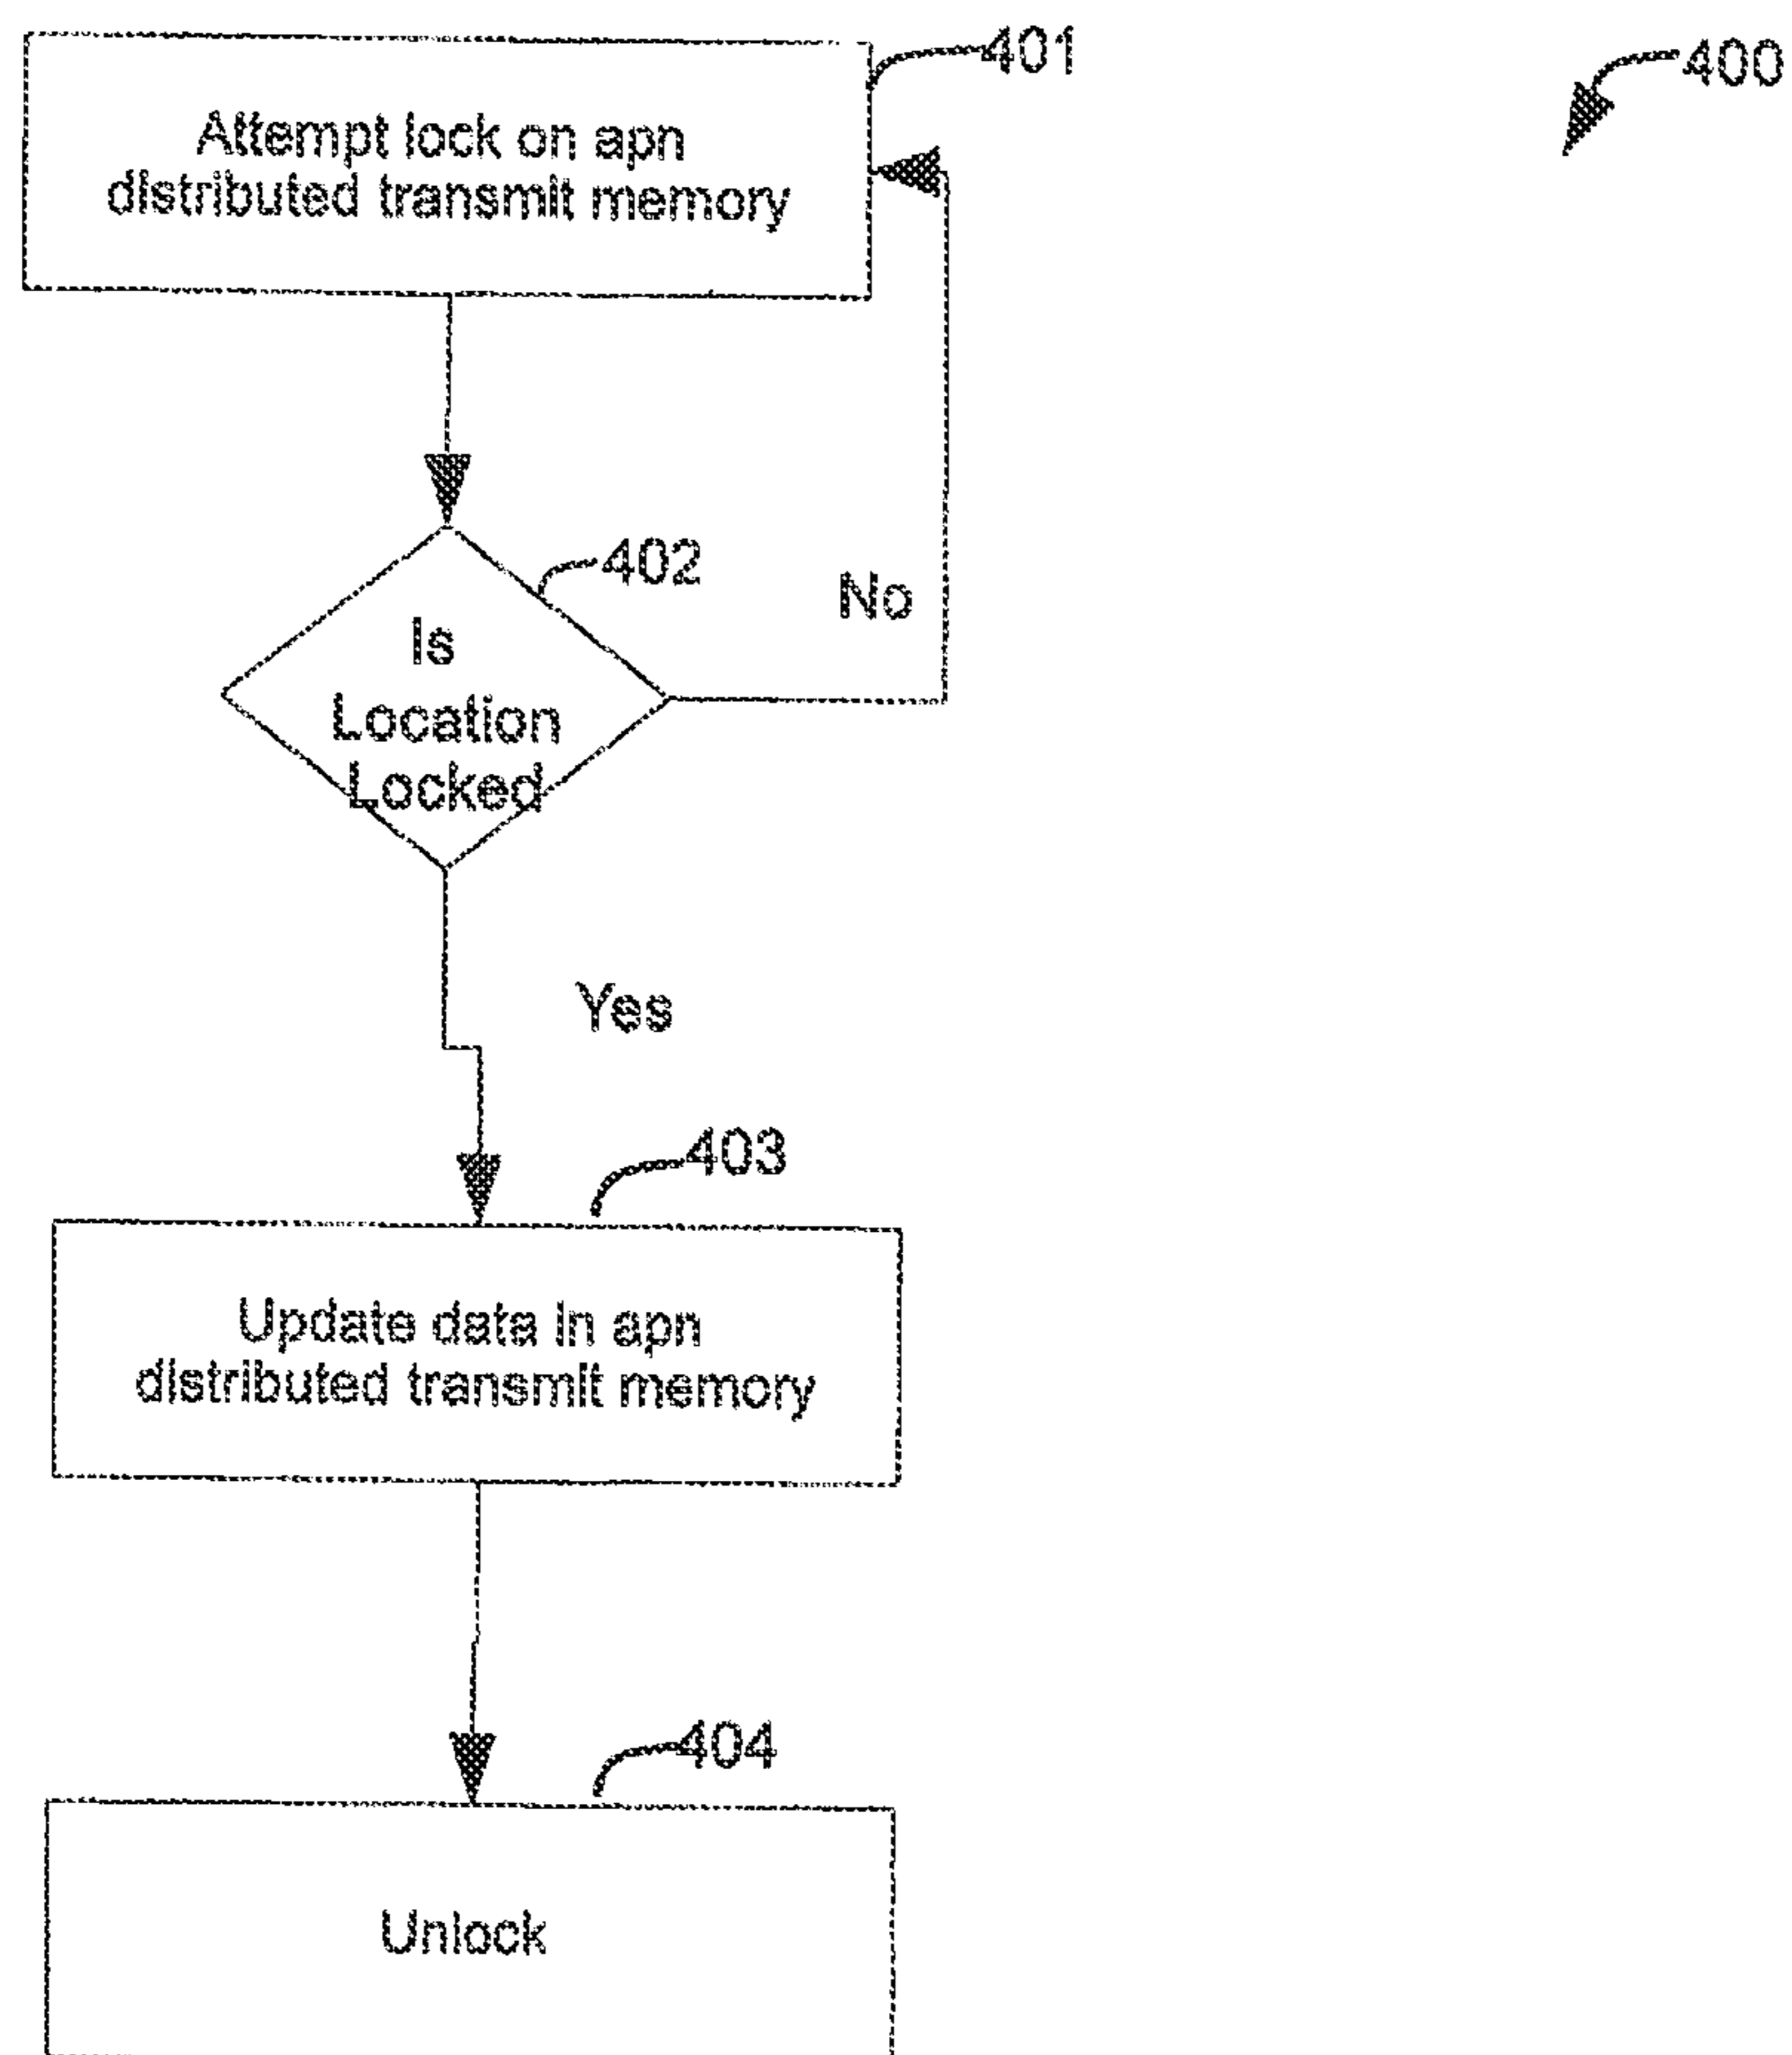 401
400
Attempt lock on apn
distributed transmit memory
402
No
Is
Location
Locked
Yes
403
Update data in apn
distributed transmit memory
404
Unlock